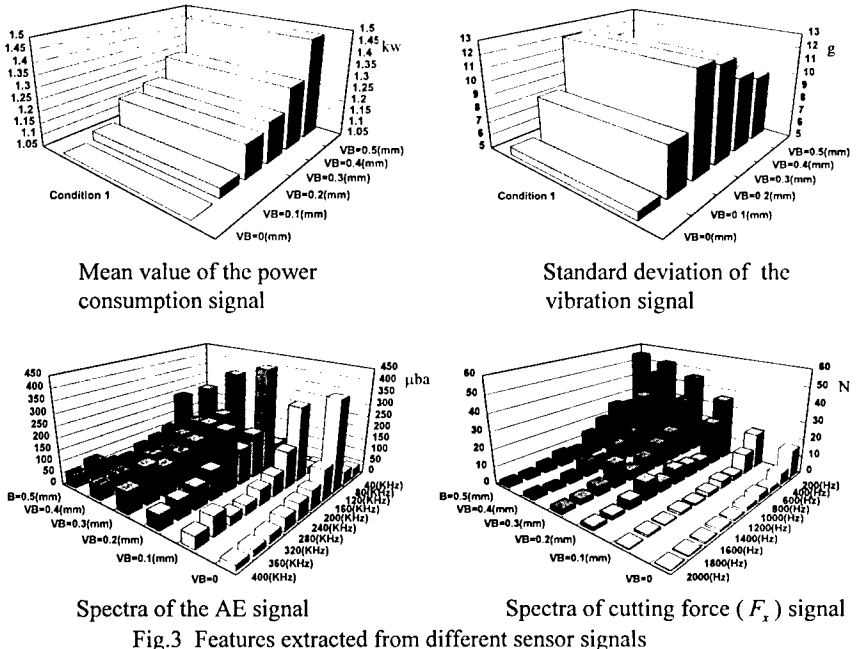 1.5
1.45
1.4
1.35
1.3
1.25
1.2
1.15
1.1
1.05
1.5
1.45
1.4
1.35
1.3
1.25
1.2
1.15
1.1
1.05
kw
VB=0.5(mm)
VB=0.4(mm)
VB=0.3(mm)
VB=0.2(mm)
VB=0.1(mm)
VB=0(mm)
Condition 1
Mean value of the power
consumption signal
13
12
11
10
9
8
7
6
5
13
12
11
10
9
8
7
6
5
g
VB=0.5(mm)
VB=0.4(mm)
VB=0.3(mm)
VB=0.2(mm)
VB=0 1(mm)
VB=0(mm)
Condition 1
Standard deviation of the
vibration signal
450
400
350
300
250
200
150
100
50
0
450
400
350
300
250
200
150
100
50
0
μba
B=0.5(mm)
VB=0.4(mm)
VB=0.3(mm)
VB=0.2(mm)
VB=0.1(mm)
VB=0
40(KHz)
80(KHz)
120(KHz)
160(KHz)
200(KHz)
240(KHz)
280(KHz)
320(KHz)
360(KHz)
400(KHz)
Spectra of the AE signal
60
50
40
30
20
10
0
60
50
40
30
20
10
0
N
B=0.5(mm)
VB=0.4(mm)
VB=0.3(mm)
VB=0.2(mm)
VB=0.1(mm)
VB=0
200(Hz)
400(Hz)
600(Hz)
800(Hz)
1000(Hz)
1200(Hz)
1400(Hz)
1600(Hz)
1800(Hz)
2000(Hz)
Spectra of cutting force ( Fₓ ) signal
Fig.3 Features extracted from different sensor signals